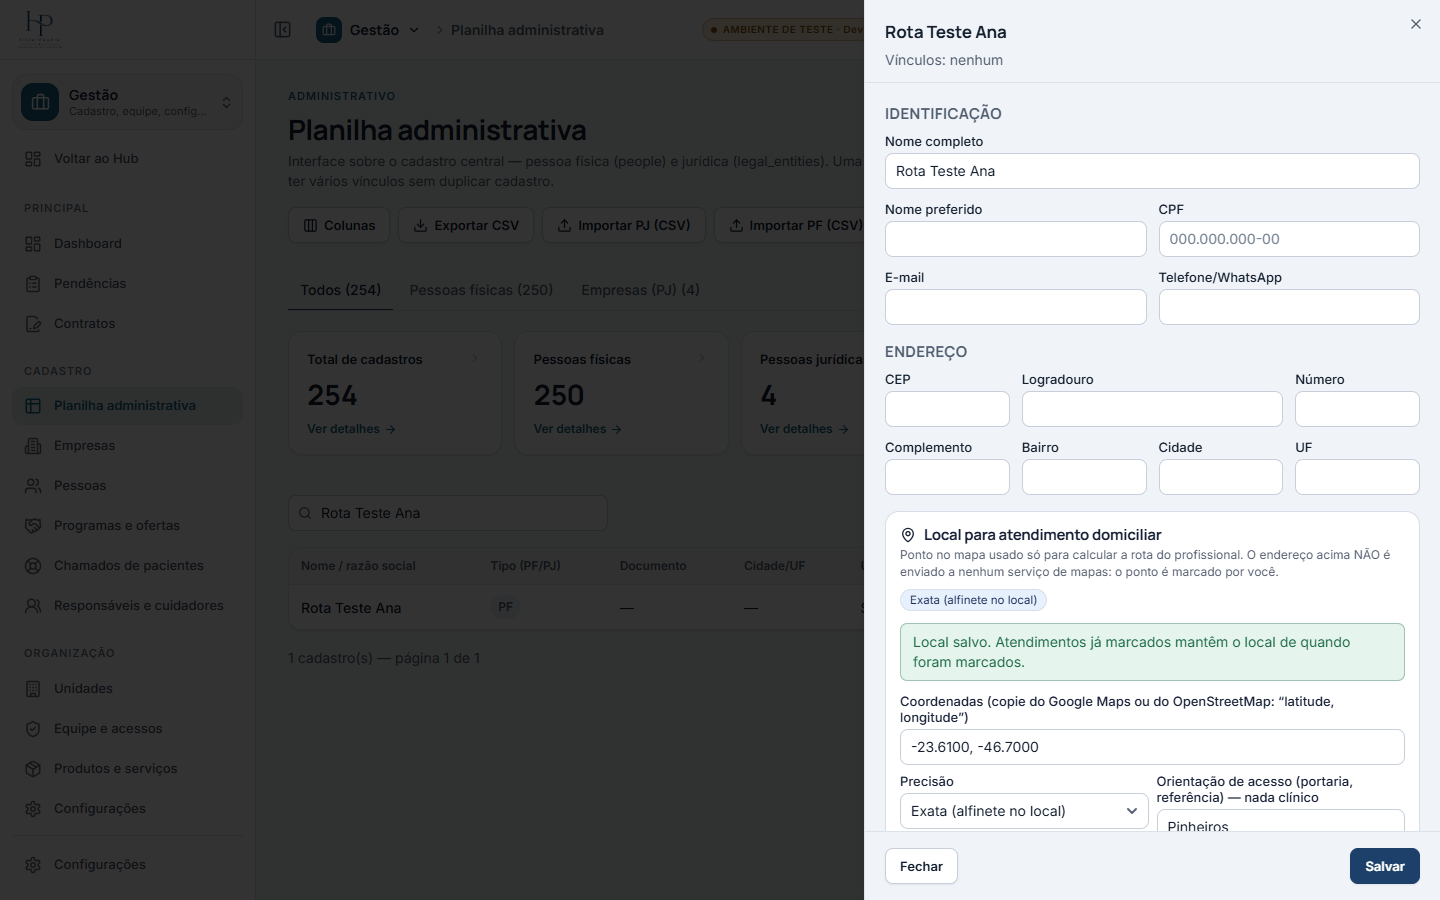 HP
Gestão
Cadastro, equipe, config...
Voltar ao Hub
PRINCIPAL
Dashboard
Pendências
Contratos
CADASTRO
Planilha administrativa
Empresas
Pessoas
Programas e ofertas
Chamados de pacientes
Responsáveis e cuidadores
ORGANIZAÇÃO
Unidades
Equipe e acessos
Produtos e serviços
Configurações
Configurações
Gestão
Planilha administrativa
AMBIENTE DE TESTE · Dev
ADMINISTRATIVO
Planilha administrativa
Interface sobre o cadastro central — pessoa física (people) e jurídica (legal_entities). Uma
ter vários vínculos sem duplicar cadastro.
Colunas
Exportar CSV
Importar PJ (CSV)
Importar PF (CSV)
Todos (254)
Pessoas físicas (250)
Empresas (PJ) (4)
Total de cadastros
254
Ver detalhes →
Pessoas físicas
250
Ver detalhes →
Pessoas jurídicas
4
Ver detalhes →
Rota Teste Ana
Nome / razão social
Tipo (PF/PJ)
Documento
Cidade/UF
Rota Teste Ana
PF
—
—
1 cadastro(s) — página 1 de 1
Rota Teste Ana
Vínculos: nenhum
IDENTIFICAÇÃO
Nome completo
Rota Teste Ana
Nome preferido
CPF
000.000.000-00
E-mail
Telefone/WhatsApp
ENDEREÇO
CEP
Logradouro
Número
Complemento
Bairro
Cidade
UF
Local para atendimento domiciliar
Ponto no mapa usado só para calcular a rota do profissional. O endereço acima NÃO é
enviado a nenhum serviço de mapas: o ponto é marcado por você.
Exata (alfinete no local)
Local salvo. Atendimentos já marcados mantêm o local de quando
foram marcados.
Coordenadas (copie do Google Maps ou do OpenStreetMap: “latitude,
longitude”)
-23.6100, -46.7000
Precisão
Exata (alfinete no local)
Orientação de acesso (portaria,
referência) — nada clínico
Pinheiros
Fechar
Salvar